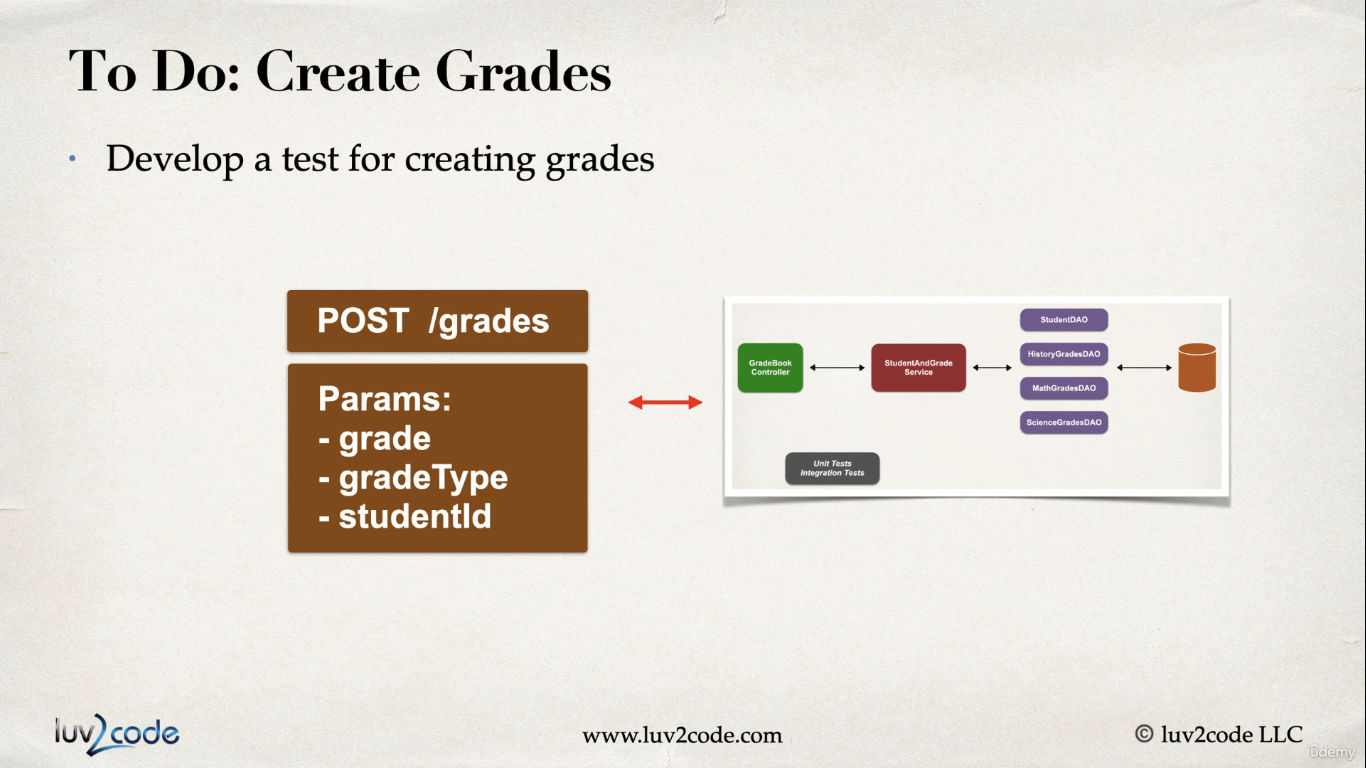 To Do: Create Grades
• Develop a test for creating grades
POST /grades
Params:
- grade
- gradeType
- studentId
GradeBook
Controller
StudentAndGrade
Service
StudentDAO
HistoryGradesDAO
MathGradesDAO
ScienceGradesDAO
Unit Tests
Integration Tests
luv2code
www.luv2code.com
© luv2code LLC
ûdemy